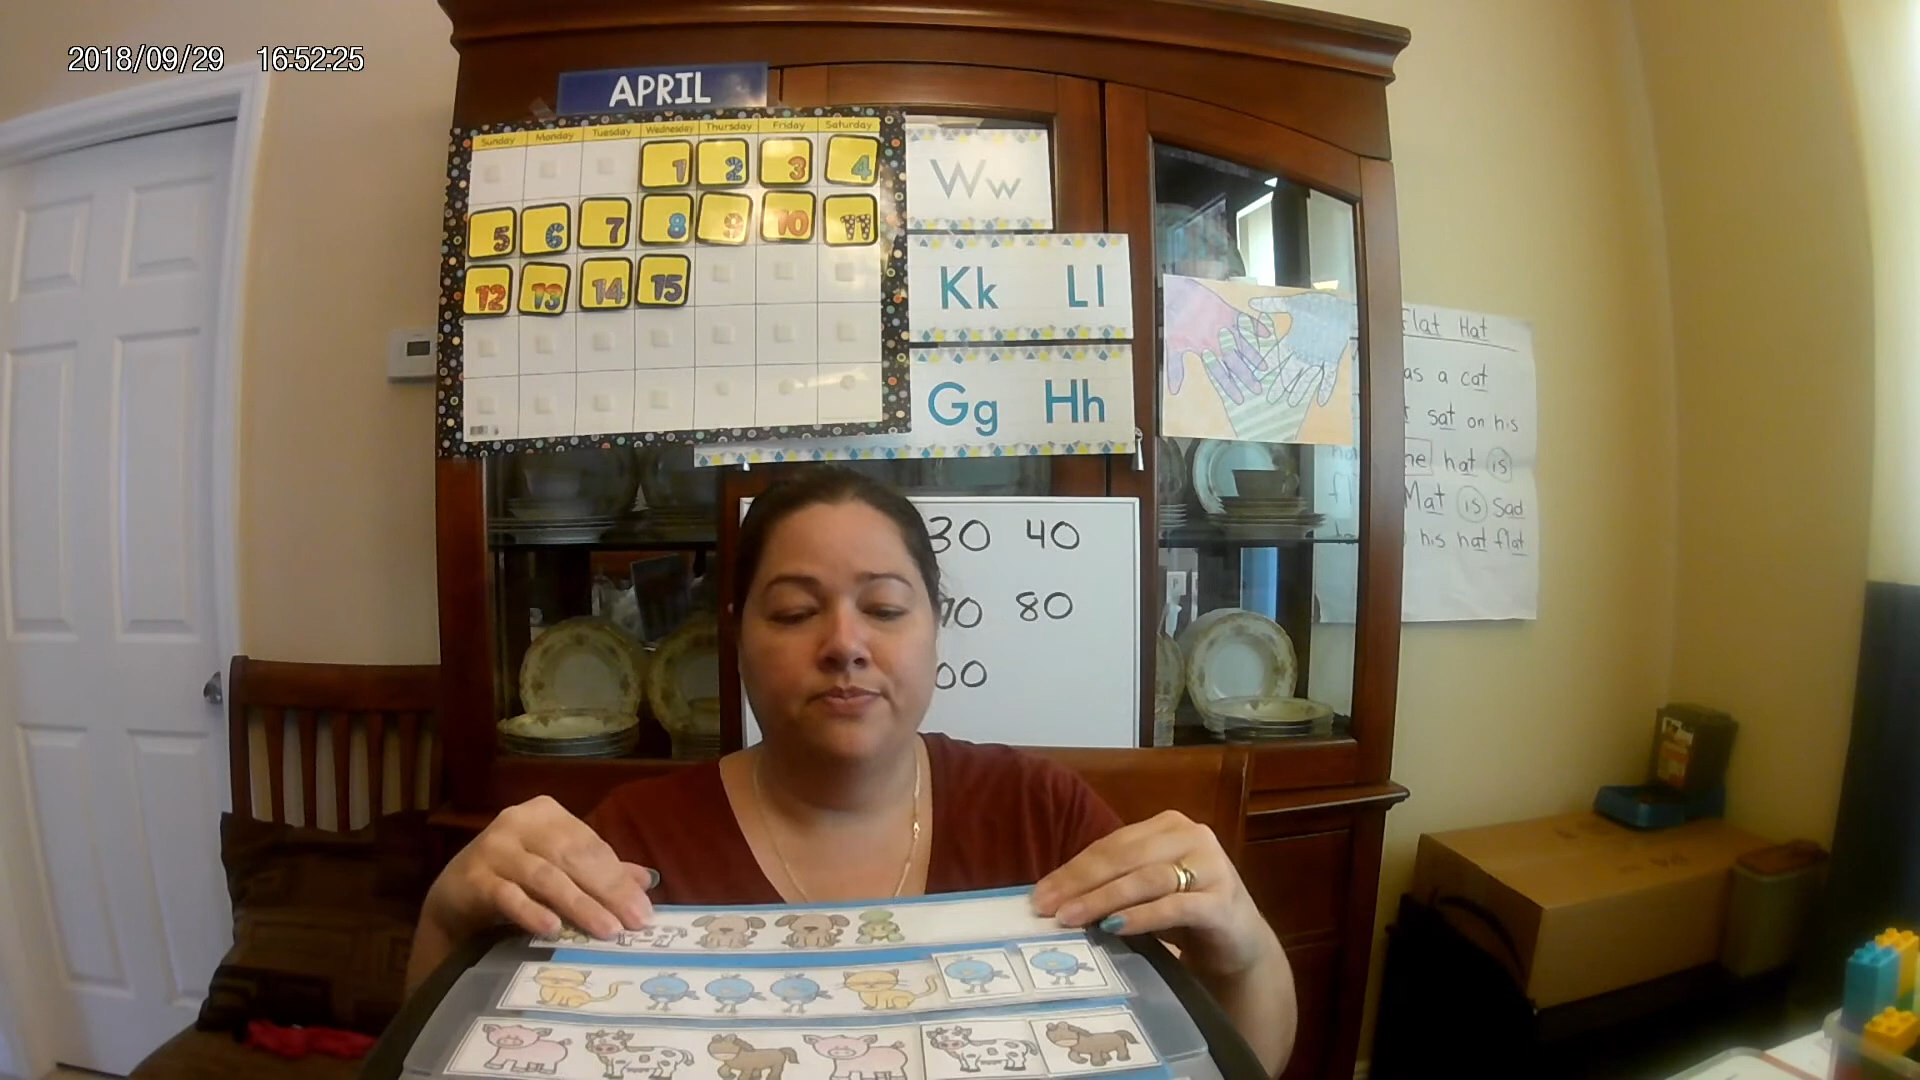 2018/09/29 16:52:25
APRIL
Sunday Monday Tuesday Wednesday Thursday Friday Saturday
1 2 3 4
5 6 7 8 9 10 11
12 13 14 15
Ww
Kk Ll
Gg Hh
30 40
80
Flat Hat
as a cat
sat on his
hat is
Mat is sad
his hat flat